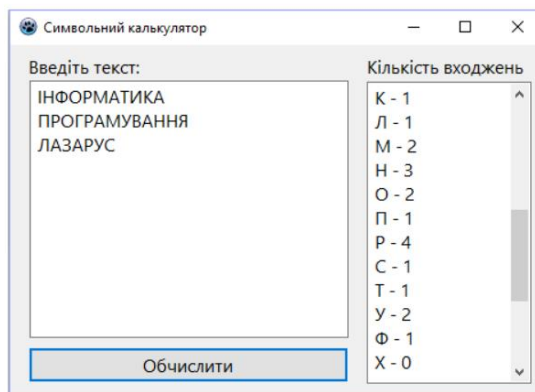 Символьний калькулятор
Введіть текст:
ІНФОРМАТИКА
ПРОГРАМУВАННЯ
ЛАЗАРУС
Обчислити
Кількість входжень
К - 1
Л - 1
М - 2
Н - 3
О - 2
П - 1
Р - 4
С - 1
Т - 1
У - 2
Ф - 1
Х - 0